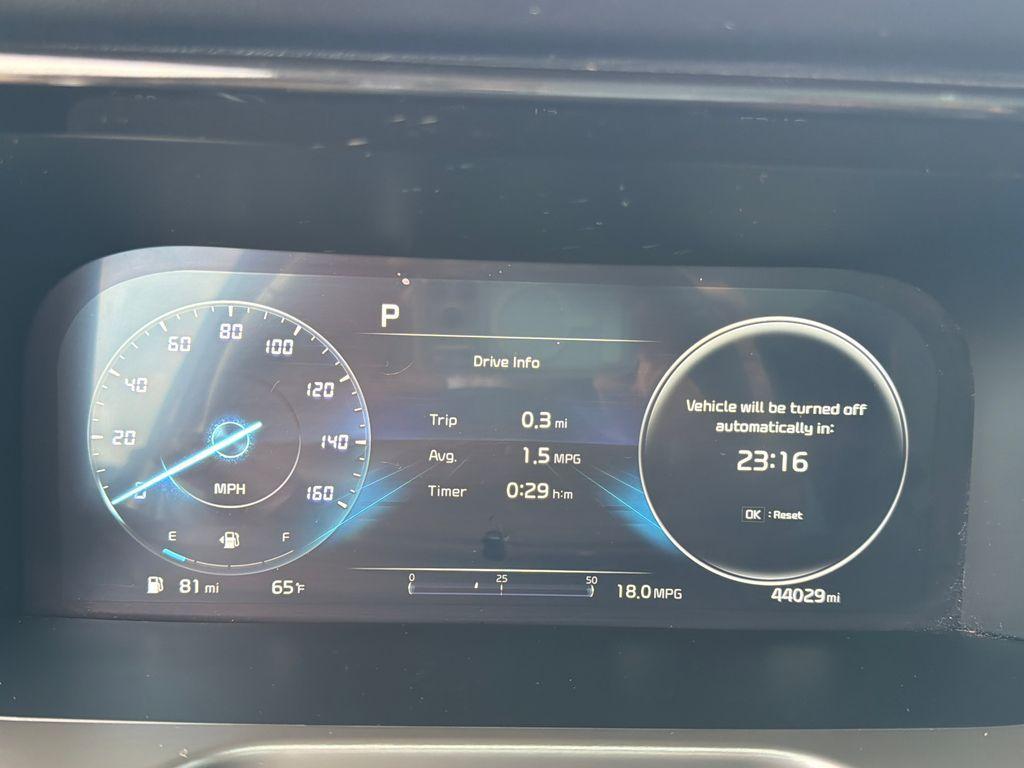 P
80
60
100
40
120
20
140
0
160
MPH
E
F
81 mi
65°F
Drive Info
Trip 0.3 mi
Avg. 1.5 MPG
Timer 0:29 h:m
0 25 50
18.0 MPG
Vehicle will be turned off
automatically in:
23:16
OK : Reset
44029 mi